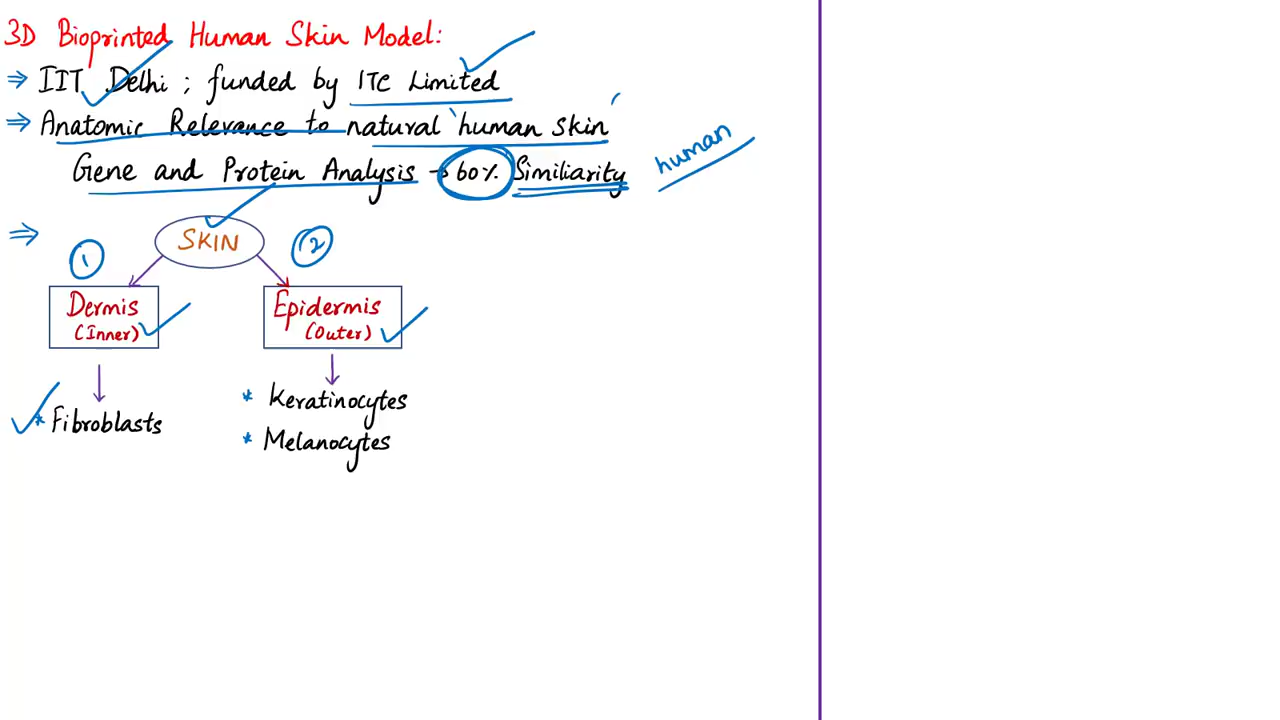 3D Bioprinted Human Skin Model:
⇒ IIT Delhi ; funded by ITC Limited
⇒ Anatomic Relevance to natural 'human skin
Gene and Protein Analysis → 60% Similiarity human
⇒ SKIN
1 2
Dermis Epidermis
(Inner) (Outer)
* Fibroblasts * Keratinocytes
* Melanocytes